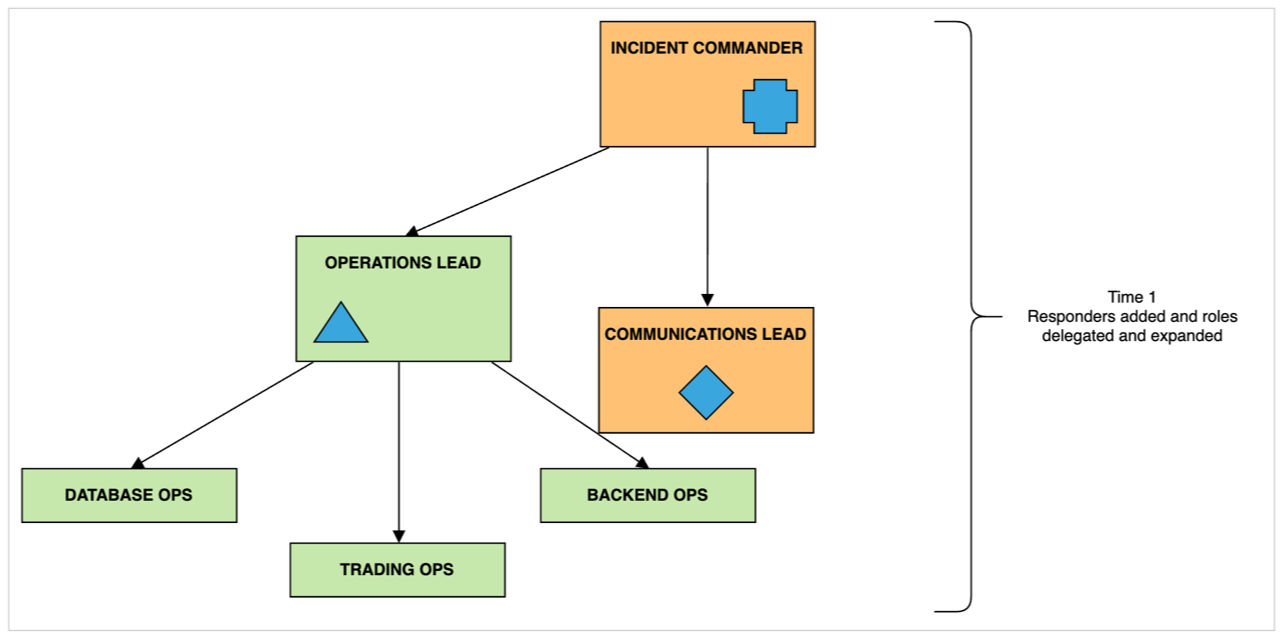 INCIDENT COMMANDER
OPERATIONS LEAD
COMMUNICATIONS LEAD
Time 1
Responders added and roles
delegated and expanded
DATABASE OPS
BACKEND OPS
TRADING OPS